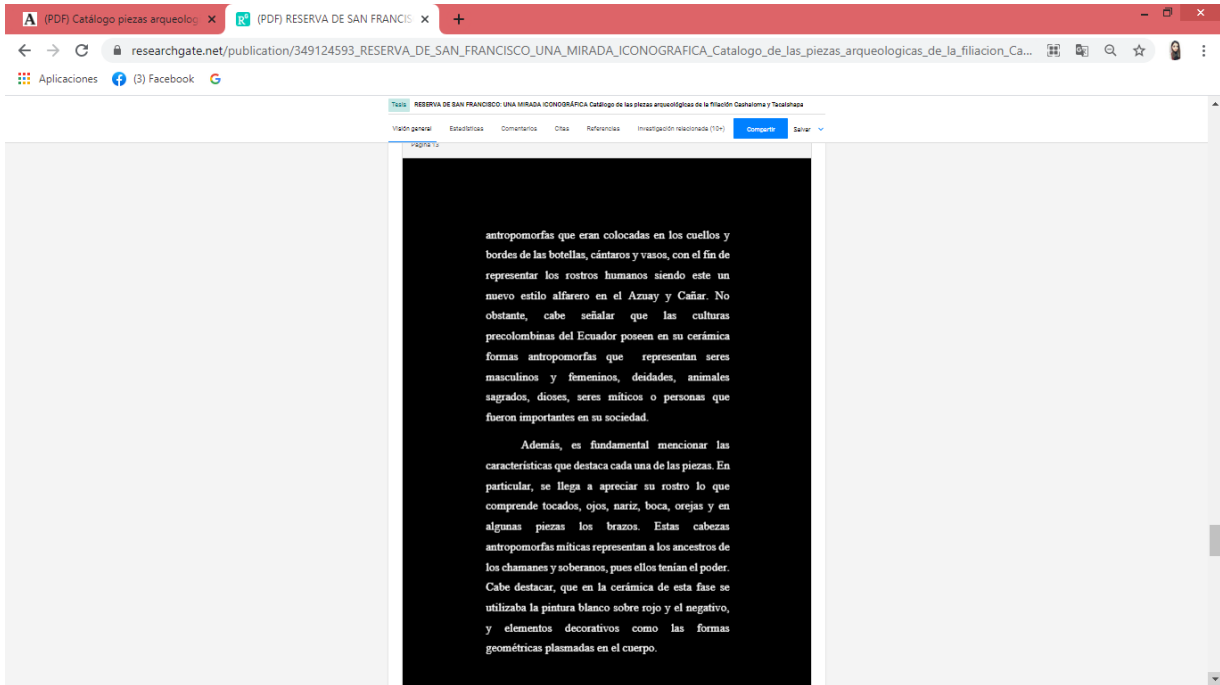 (PDF) Catálogo piezas arqueolog
(PDF) RESERVA DE SAN FRANCIS
researchgate.net/publication/349124593_RESERVA_DE_SAN_FRANCISCO_UNA_MIRADA_ICONOGRAFICA_Catalogo_de_las_piezas_arqueologicas_de_la_filiacion_Ca...
Aplicaciones (3) Facebook
Tesis RESERVA DE SAN FRANCISCO: UNA MIRADA ICONOGRÁFICA Catálogo de las piezas arqueológicas de la filiación Cashaloma y Tacalshapa
Visión general Estadísticas Comentarios Citas Referencias Investigación relacionada (10+) Compartir Salvar
Página 13
antropomorfas que eran colocadas en los cuellos y
bordes de las botellas, cántaros y vasos, con el fin de
representar los rostros humanos siendo este un
nuevo estilo alfarero en el Azuay y Cañar. No
obstante, cabe señalar que las culturas
precolombinas del Ecuador poseen en su cerámica
formas antropomorfas que representan seres
masculinos y femeninos, deidades, animales
sagrados, dioses, seres míticos o personas que
fueron importantes en su sociedad.
Además, es fundamental mencionar las
características que destaca cada una de las piezas. En
particular, se llega a apreciar su rostro lo que
comprende tocados, ojos, nariz, boca, orejas y en
algunas piezas los brazos. Estas cabezas
antropomorfas míticas representan a los ancestros de
los chamanes y soberanos, pues ellos tenían el poder.
Cabe destacar, que en la cerámica de esta fase se
utilizaba la pintura blanco sobre rojo y el negativo,
y elementos decorativos como las formas
geométricas plasmadas en el cuerpo.